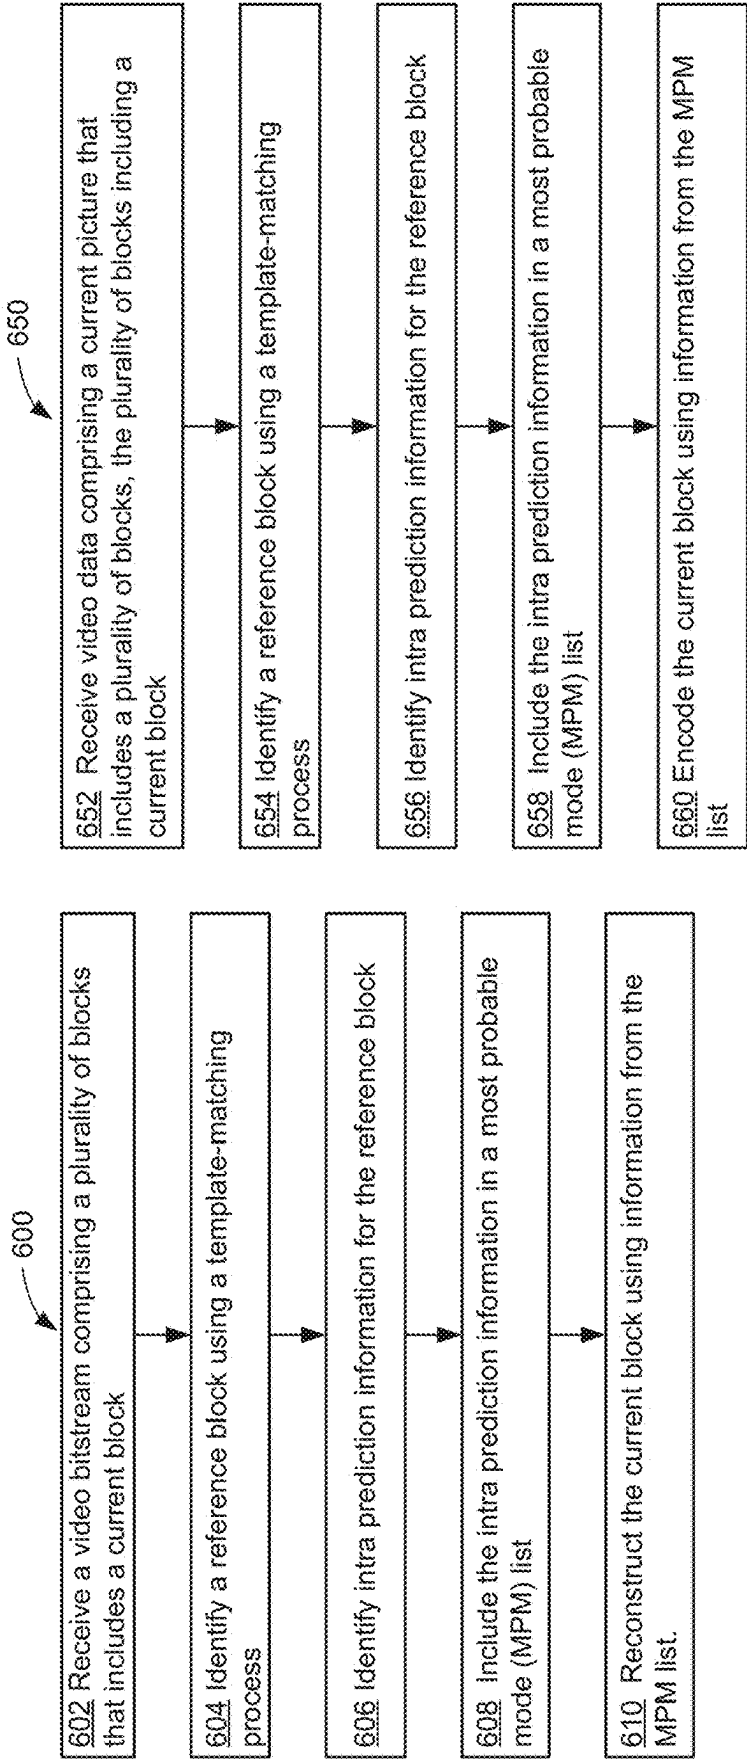 600
602 Receive a video bitstream comprising a plurality of blocks
that includes a current block
604 Identify a reference block using a template-matching
process
606 Identify intra prediction information for the reference block
608 Include the intra prediction information in a most probable
mode (MPM) list
610 Reconstruct the current block using information from the
MPM list.
650
652 Receive video data comprising a current picture that
includes a plurality of blocks, the plurality of blocks including a
current block
654 Identify a reference block using a template-matching
process
656 Identify intra prediction information for the reference block
658 Include the intra prediction information in a most probable
mode (MPM) list
660 Encode the current block using information from the MPM
list